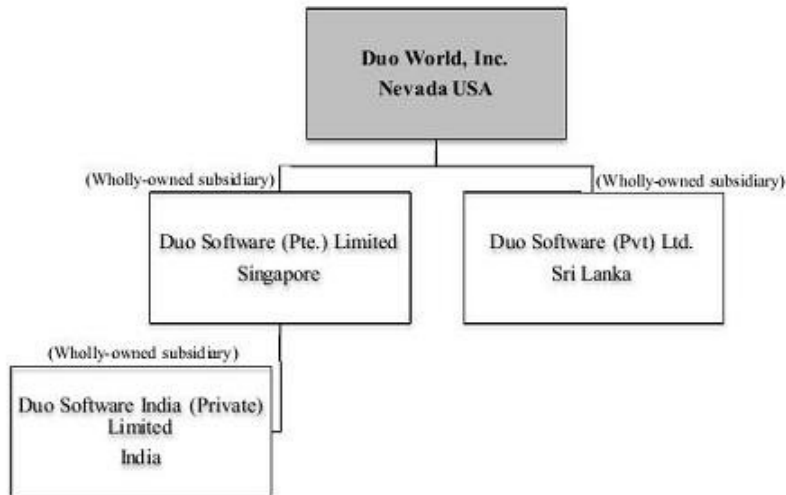 Duo World, Inc.
Nevada USA
(Wholly-owned subsidiary)
(Wholly-owned subsidiary)
Duo Software (Pte.) Limited
Singapore
Duo Software (Pvt) Ltd.
Sri Lanka
(Wholly-owned subsidiary)
Duo Software India (Private)
Limited
India